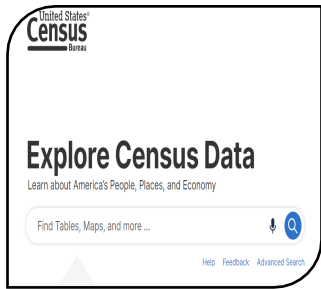 United States®
Census
Bureau
Explore Census Data
Learn about America's People, Places, and Economy
Find Tables, Maps, and more ...
Help Feedback Advanced Search